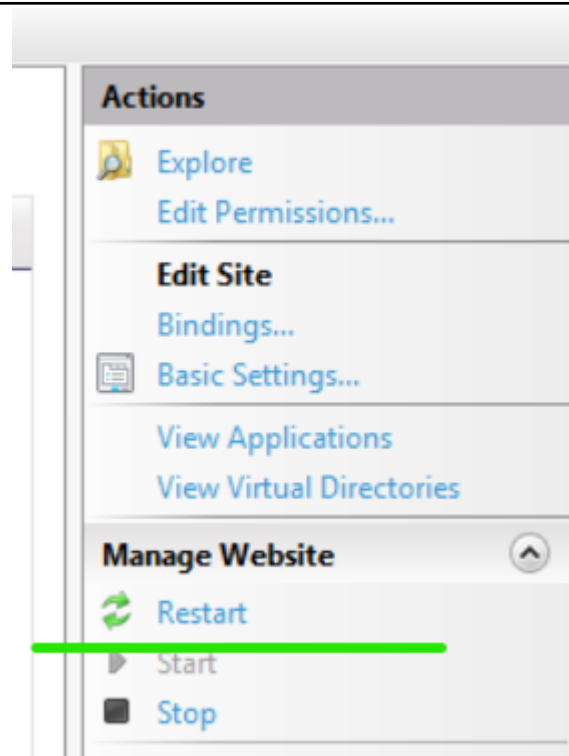 Actions
Explore
Edit Permissions...
Edit Site
Bindings...
Basic Settings...
View Applications
View Virtual Directories
Manage Website
Restart
Start
Stop